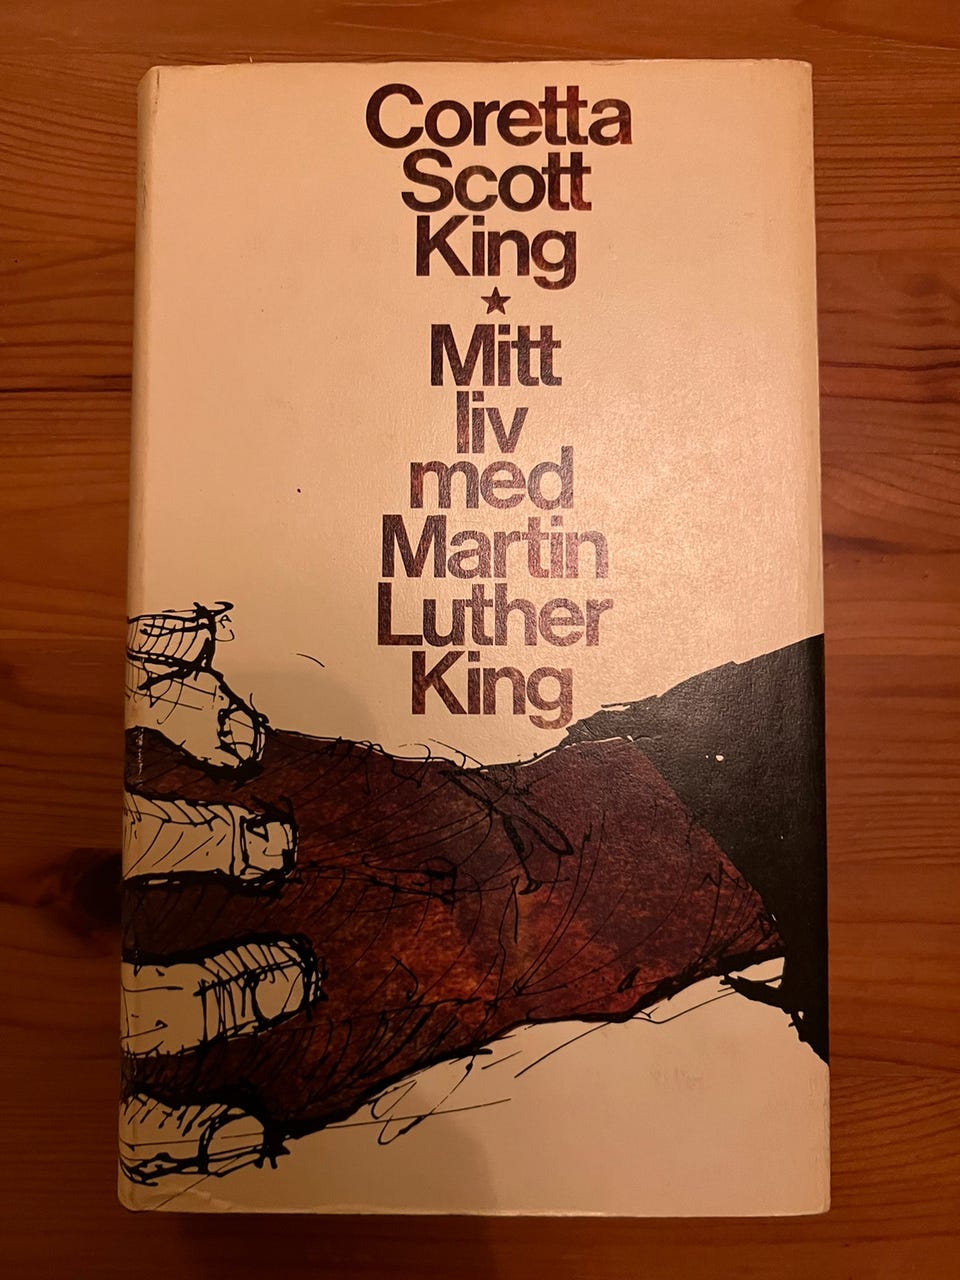 Coretta
Scott
King
★
Mitt
liv
med
Martin
Luther
King